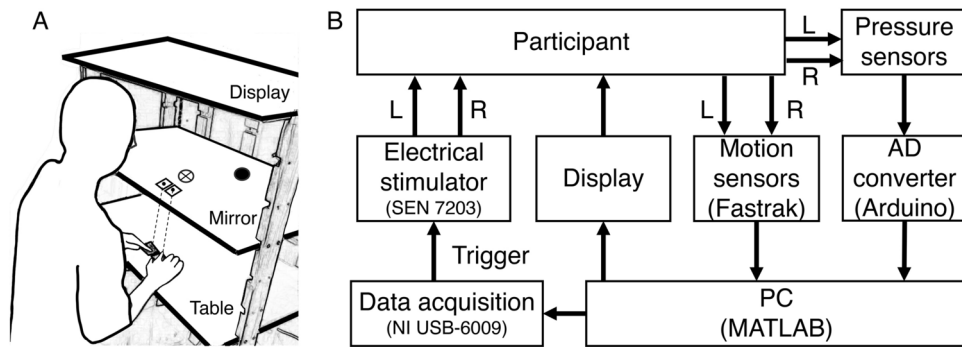 A
Display
Mirror
Table
B
Participant
L
R
Pressure
sensors
L
R
L
R
Electrical
stimulator
(SEN 7203)
Display
Motion
sensors
(Fastrak)
AD
converter
(Arduino)
Trigger
Data acquisition
(NI USB-6009)
PC
(MATLAB)